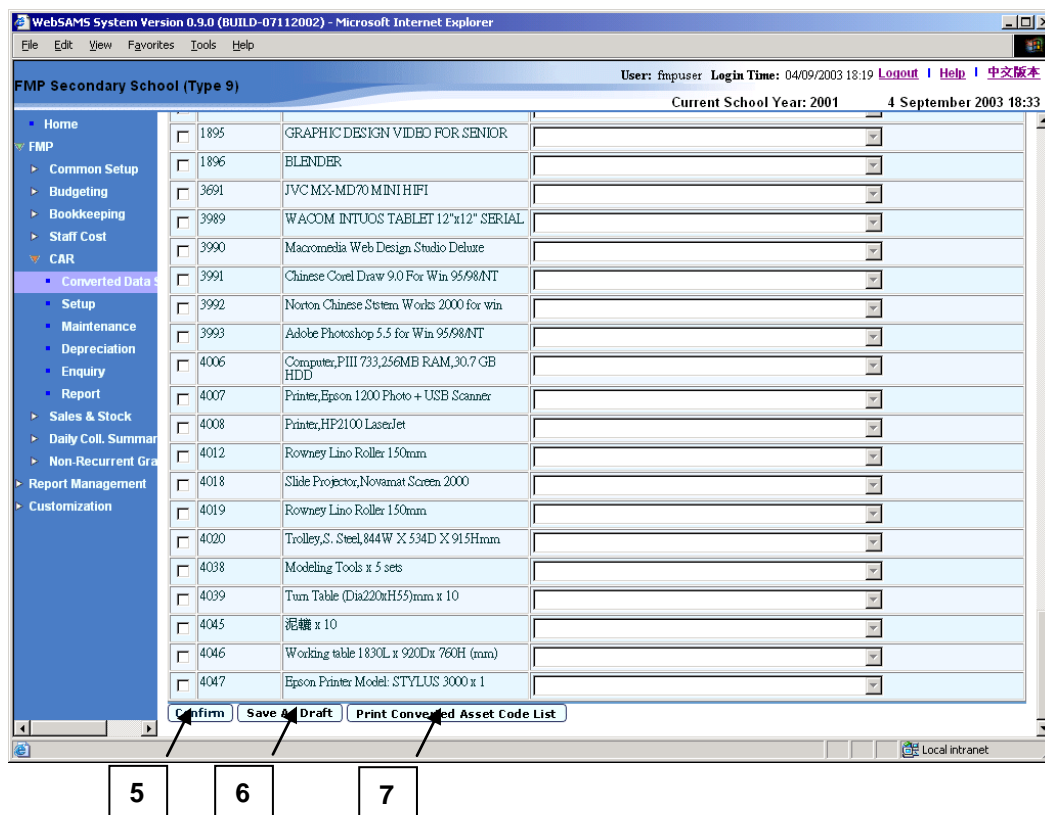 WebSAMS System Version 0.9.0 (BUILD-07112002) - Microsoft Internet Explorer
File Edit View Favorites Tools Help
FMP Secondary School (Type 9)
User: fmpuser Login Time: 04/09/2003 18:19 Logout | Help | 中文版本
Current School Year: 2001 4 September 2003 18:33
Home
FMP
Common Setup
Budgeting
Bookkeeping
Staff Cost
CAR
Converted Data S
Setup
Maintenance
Depreciation
Enquiry
Report
Sales & Stock
Daily Coll. Summar
Non-Recurrent Gra
Report Management
Customization
1895 GRAPHIC DESIGN VIDEO FOR SENIOR
1896 BLENDER
3691 JVC MX-MD70 MINI HIFI
3989 WACOM INTUOS TABLET 12"x12" SERIAL
3990 Macromedia Web Design Studio Deluxe
3991 Chinese Corel Draw 9.0 For Win 95/98/NT
3992 Norton Chinese Sstem Works 2000 for win
3993 Adobe Photoshop 5.5 for Win 95/98/NT
4006 Computer,PIII 733,256MB RAM,30.7 GB
HDD
4007 Printer,Epson 1200 Photo + USB Scanner
4008 Printer,HP2100 LaserJet
4012 Rowney Lino Roller 150mm
4018 Slide Projector,Novamat Screen 2000
4019 Rowney Lino Roller 150mm
4020 Trolley,S. Steel,844W X 534D X 915Hmm
4038 Modeling Tools x 5 sets
4039 Turn Table (Dia220xH55)mm x 10
4045 x 10
4046 Working table 1830L x 920Dx 760H (mm)
4047 Epson Printer Model: STYLUS 3000 x 1
Confirm Save As Draft Print Converted Asset Code List
Local intranet
5 6 7